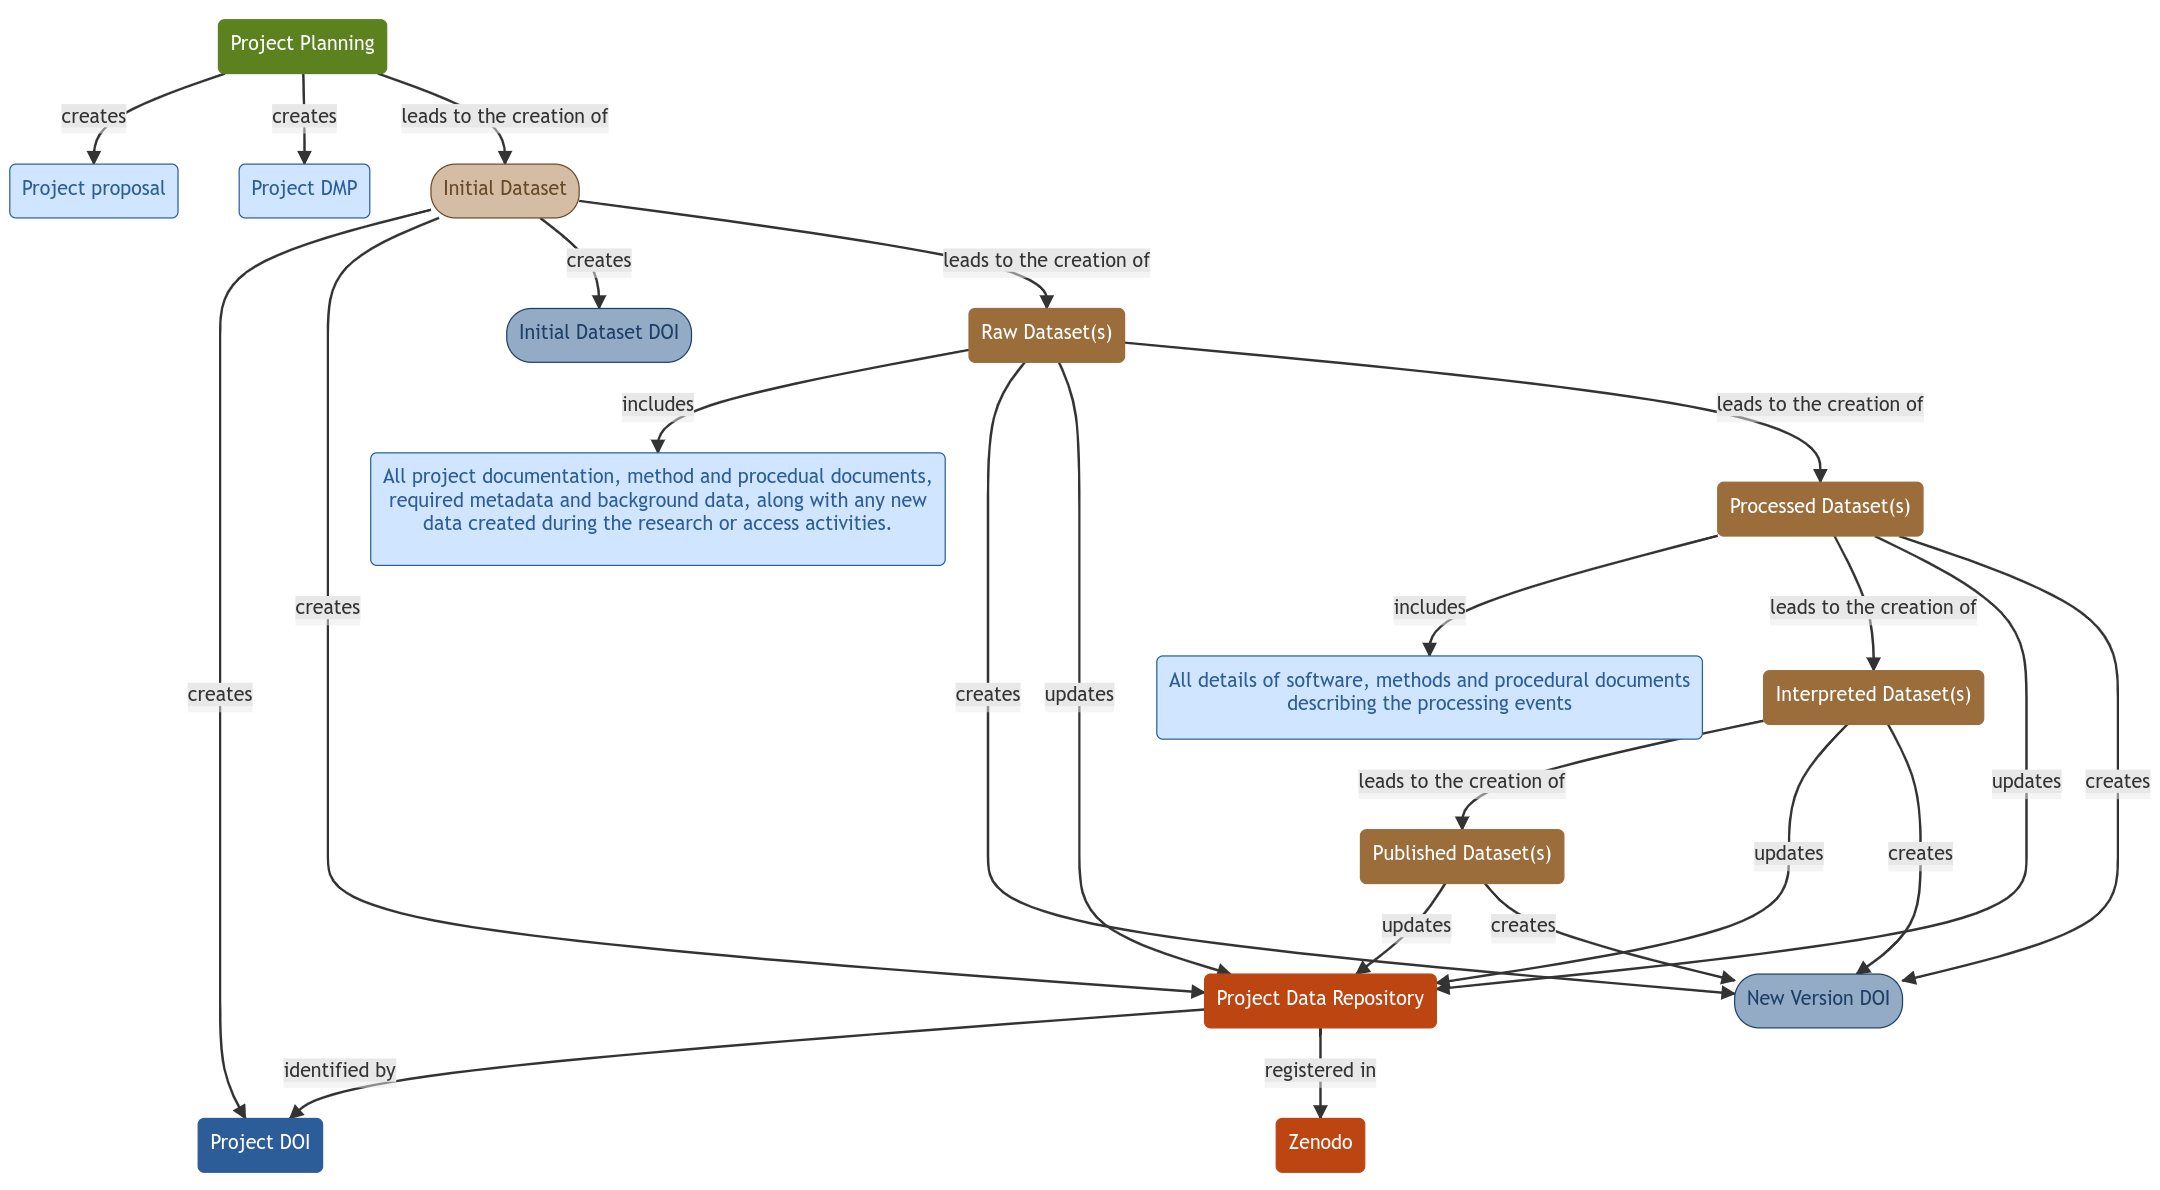 Project Planning
creates
creates
leads to the creation of
Project proposal
Project DMP
Initial Dataset
creates
leads to the creation of
Initial Dataset DOI
Raw Dataset(s)
includes
leads to the creation of
All project documentation, method and procedual documents,
required metadata and background data, along with any new
data created during the research or access activities.
Processed Dataset(s)
creates
includes
leads to the creation of
All details of software, methods and procedural documents
describing the processing events
creates
creates
updates
Interpreted Dataset(s)
leads to the creation of
updates
creates
Published Dataset(s)
updates
creates
updates
creates
Project Data Repository
New Version DOI
identified by
registered in
Project DOI
Zenodo